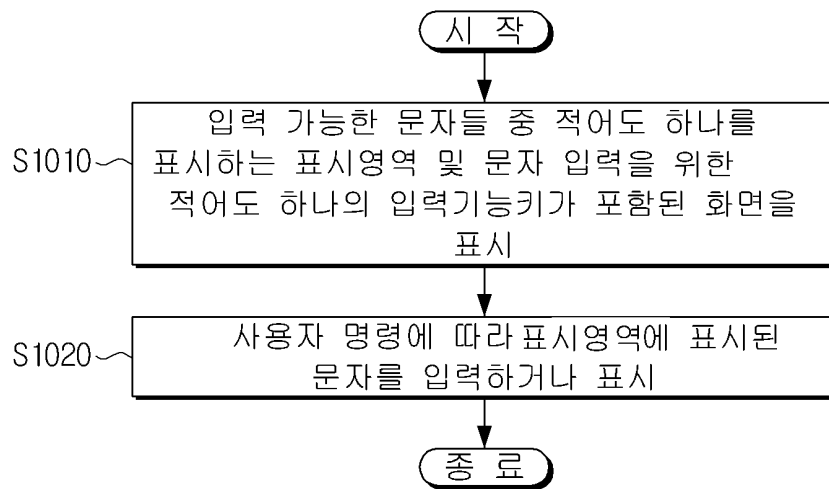 시 작
S1010
입력 가능한 문자들 중 적어도 하나를
표시하는 표시영역 및 문자 입력을 위한
적어도 하나의 입력기능키가 포함된 화면을
표시
S1020
사용자 명령에 따라 표시영역에 표시된
문자를 입력하거나 표시
종 료